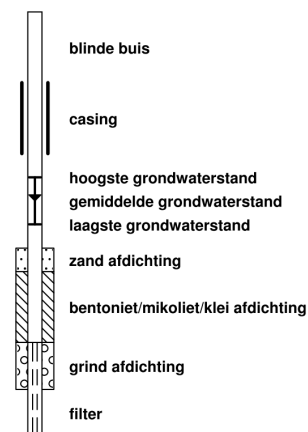 blinde buis
casing
hoogste grondwaterstand
gemiddelde grondwaterstand
laagste grondwaterstand
zand afdichting
bentoniet/mikoliet/klei afdichting
grind afdichting
filter